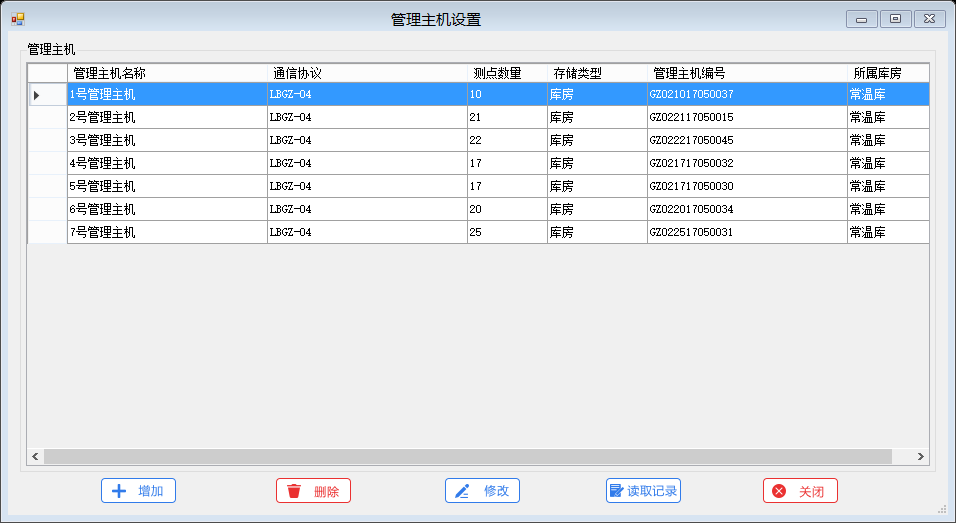 管理主机设置
管理主机
管理主机名称 通信协议 测点数量 存储类型 管理主机编号 所属库房
1号管理主机 LBGZ-04 10 库房 GZ021017050037 常温库
2号管理主机 LBGZ-04 21 库房 GZ022117050015 常温库
3号管理主机 LBGZ-04 22 库房 GZ022217050045 常温库
4号管理主机 LBGZ-04 17 库房 GZ021717050032 常温库
5号管理主机 LBGZ-04 17 库房 GZ021717050030 常温库
6号管理主机 LBGZ-04 20 库房 GZ022017050034 常温库
7号管理主机 LBGZ-04 25 库房 GZ022517050031 常温库
增加 删除 修改 读取记录 关闭